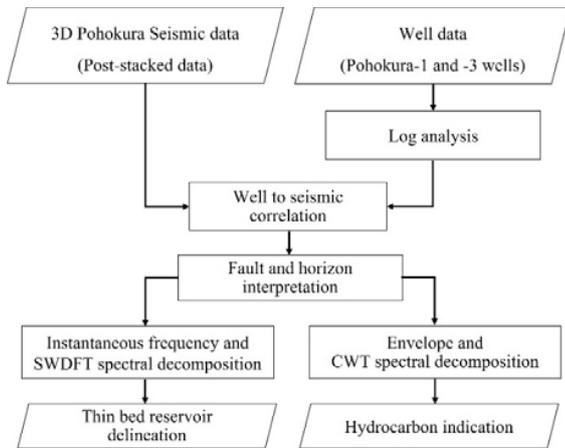 3D Pohokura Seismic data
(Post-stacked data)
Well data
(Pohokura-1 and -3 wells)
Log analysis
Well to seismic
correlation
Fault and horizon
interpretation
Instantaneous frequency and
SWDFT spectral decomposition
Envelope and
CWT spectral decomposition
Thin bed reservoir
delineation
Hydrocarbon indication